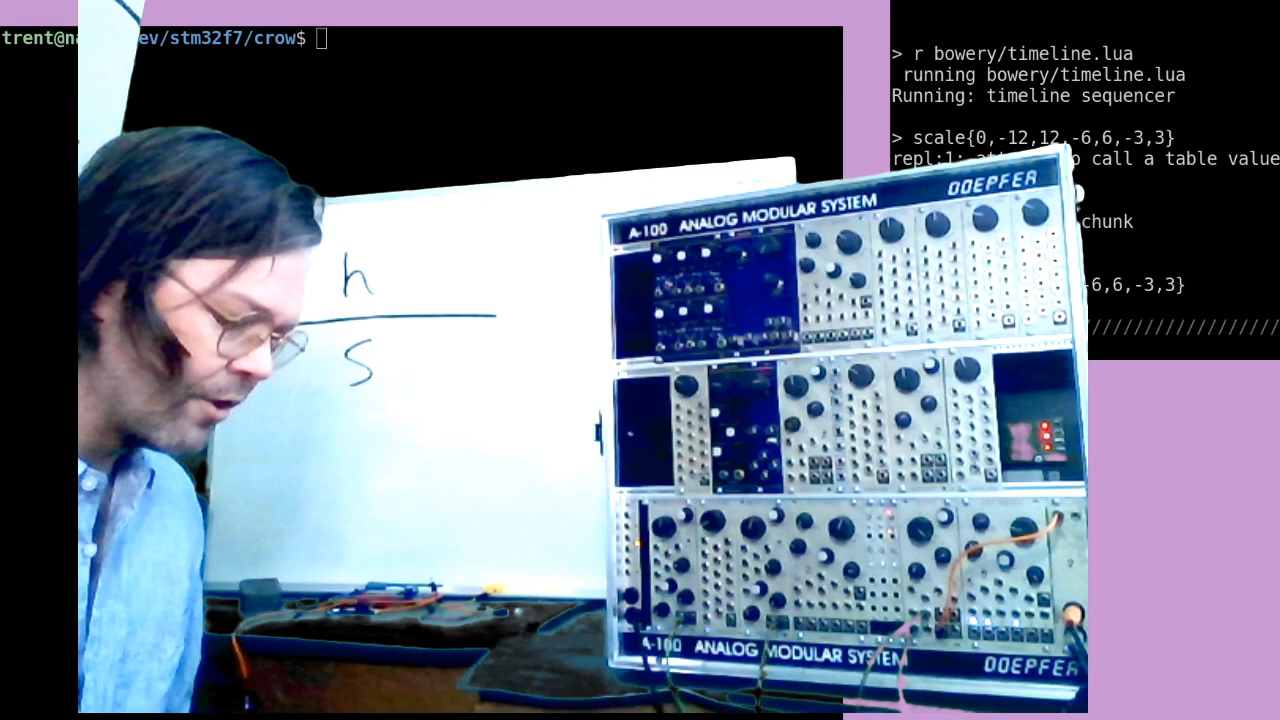 trent@na ev/stm32f7/crow$
> r bowery/timeline.lua
running bowery/timeline.lua
Running: timeline sequencer
> scale{0,-12,12,-6,6,-3,3}
repl:1: o call a table value
chunk
-6,6,-3,3}
///////////////////
h
s
A-100 ANALOG MODULAR SYSTEM DOEPFER
A-100 ANALOG MODULAR SYSTEM DOEPFER